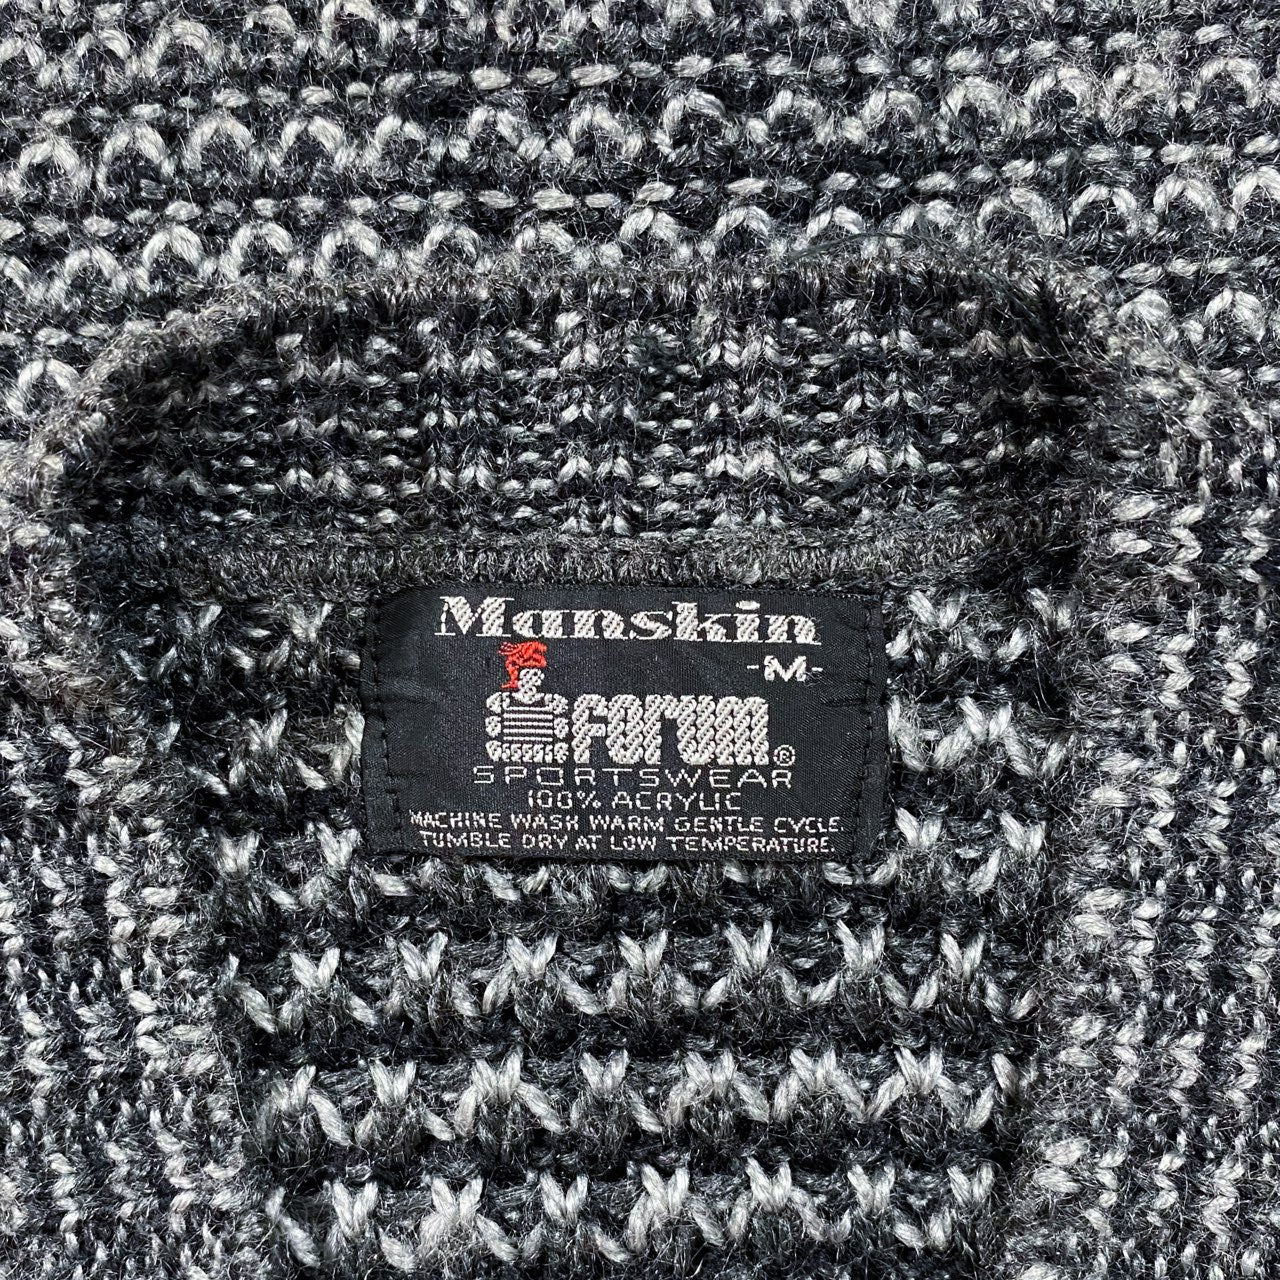 Manskin
-M-
Forum®
SPORTSWEAR
100% ACRYLIC
MACHINE WASH WARM GENTLE CYCLE.
TUMBLE DRY AT LOW TEMPERATURE.